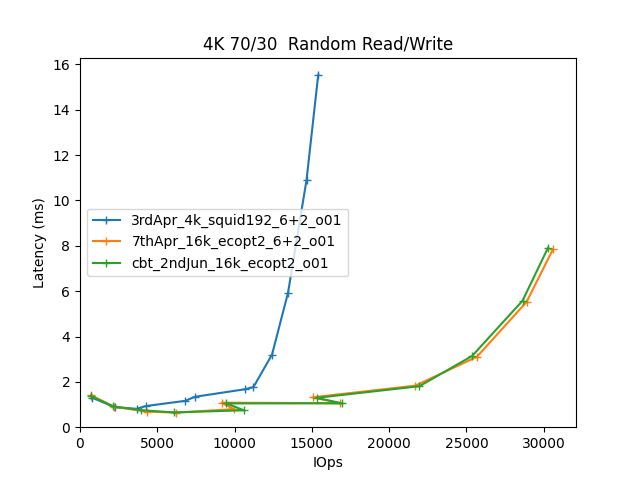 4K 70/30  Random Read/Write
Latency (ms)
16
14
12
10
8
6
4
2
0
3rdApr_4k_squid192_6+2_o01
7thApr_16k_ecopt2_6+2_o01
cbt_2ndJun_16k_ecopt2_o01
0 5000 10000 15000 20000 25000 30000
IOps